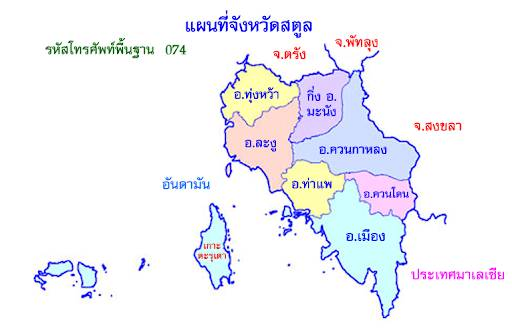 แผนที่จังหวัดสตูล
รหัสโทรศัพท์พื้นฐาน 074
จ.พัทลุง
จ.ตรัง
อ.ทุ่งหว้า
กิ่ง อ.
มะนัง
จ.สงขลา
อ.ละงู
อ.ควนกาหลง
อันดามัน
อ.ท่าแพ
อ.ควนโดน
อ.เมือง
เกาะ
ตะรุเตา
ประเทศมาเลเซีย